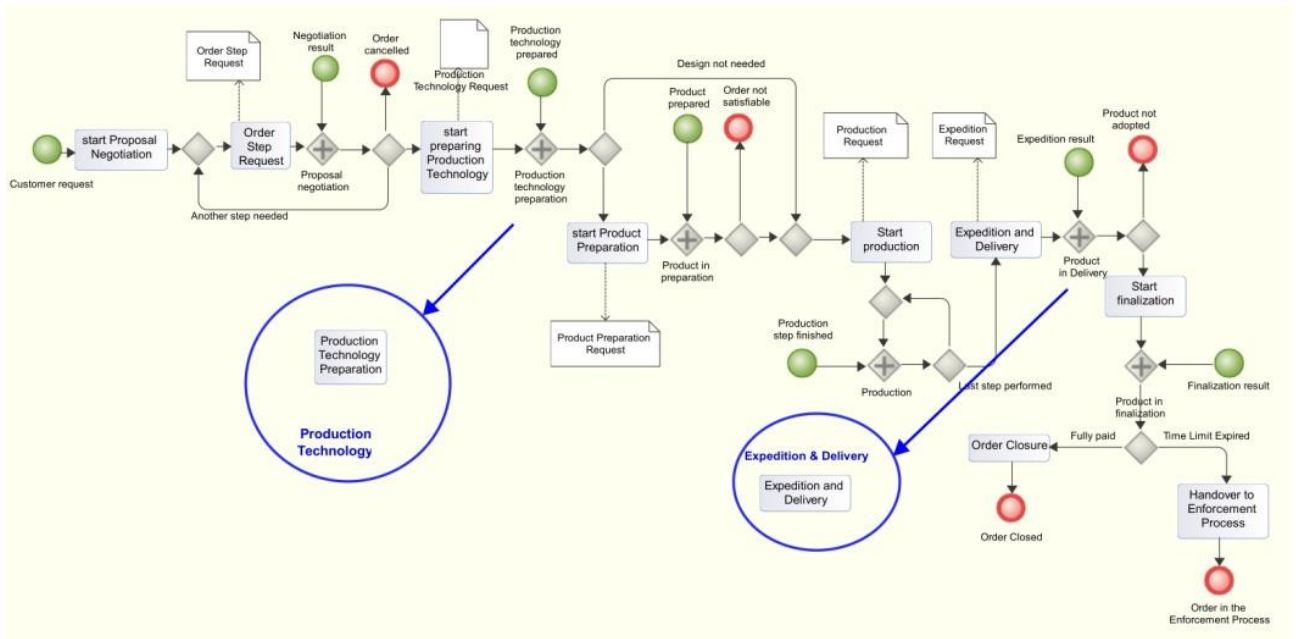 Order Step
Request
Negotiation
result
Order
cancelled
Production
Technology Request
Production
technology
prepared
Design not needed
Customer request
start Proposal
Negotiation
Order
Step
Request
Proposal
negotiation
Another step needed
start
preparing
Production
Technology
Production
technology
preparation
Product
prepared
Order not
satisfiable
start Product
Preparation
Product in
preparation
Product Preparation
Request
Production
Request
Start
production
Production
step finished
Production
Last step performed
Expedition
Request
Expedition and
Delivery
Expedition result
Product not
adopted
Product
in Delivery
Start
finalization
Finalization result
Product in
finalization
Fully paid
Time Limit Expired
Order Closure
Order Closed
Handover to
Enforcement
Process
Order in the
Enforcement Process
Production
Technology
Preparation
Production
Technology
Expedition & Delivery
Expedition and
Delivery